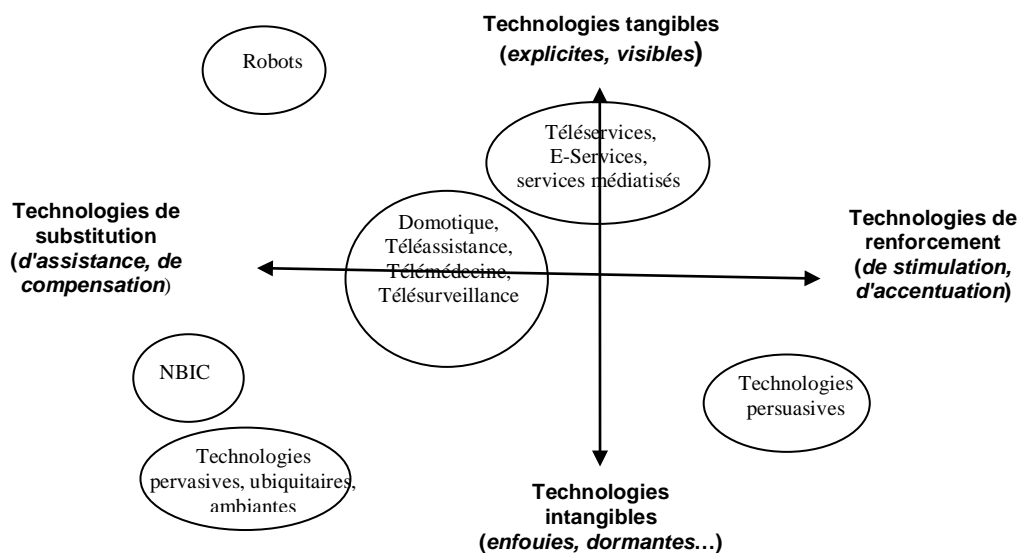 Technologies tangibles
(explicites, visibles)
Robots
Téléservices,
E-Services,
services médiatisés
Technologies de
substitution
(d'assistance, de
compensation)
Domotique,
Téléassistance,
Télémédecine,
Télésurveillance
Technologies de
renforcement
(de stimulation,
d'accentuation)
NBIC
Technologies
persuasives
Technologies
pervasives, ubiquitaires,
ambiantes
Technologies
intangibles
(enfouies, dormantes…)